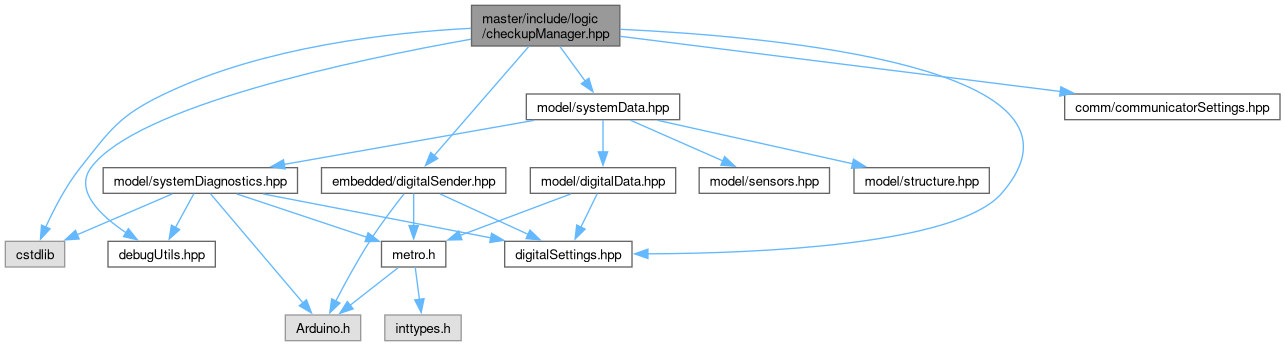 master/include/logic
/checkupManager.hpp
model/systemData.hpp
comm/communicatorSettings.hpp
model/systemDiagnostics.hpp
embedded/digitalSender.hpp
model/digitalData.hpp
model/sensors.hpp
model/structure.hpp
cstdlib
debugUtils.hpp
metro.h
digitalSettings.hpp
Arduino.h
inttypes.h